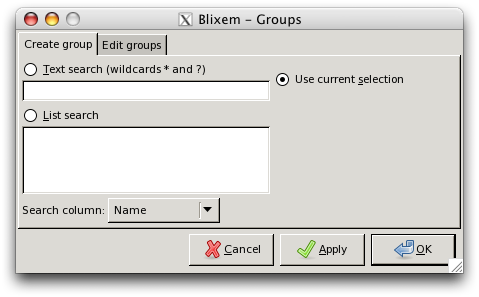 Blixem – Groups
Create group
Edit groups
Text search (wildcards * and ?)
Use current selection
List search
Search column: Name
Cancel
Apply
OK